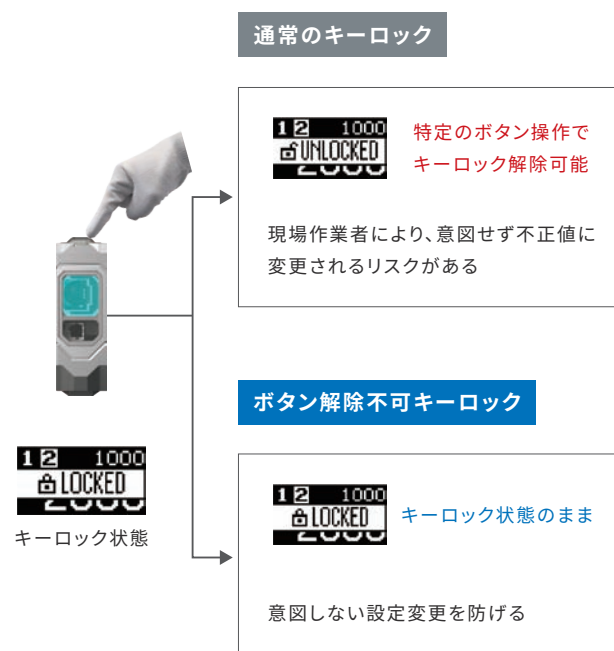 通常のキーロック
1 2 1000
UNLOCKED
特定のボタン操作で
キーロック解除可能
現場作業者により、意図せず不正値に
変更されるリスクがある
1 2 1000
LOCKED
キーロック状態
ボタン解除不可キーロック
1 2 1000
LOCKED
キーロック状態のまま
意図しない設定変更を防げる